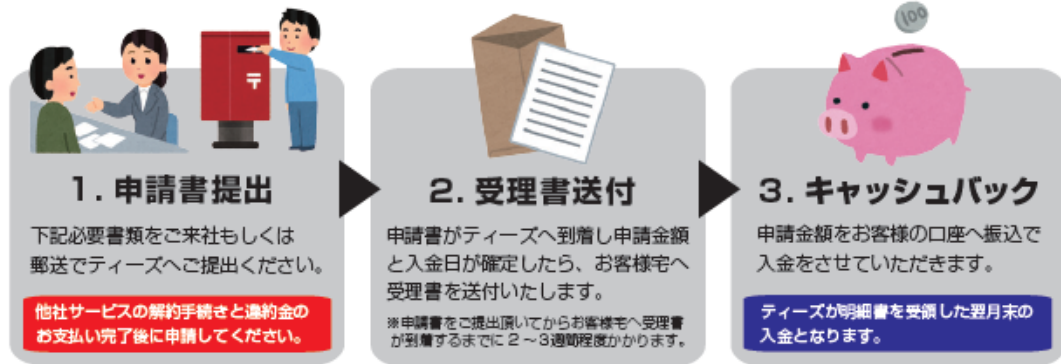 100
〒
1. 申請書提出
下記必要書類をご来社もしくは
郵送でティーズへご提出ください。
他社サービスの解約手続きと違約金の
お支払い完了後に申請してください。
2. 受理書送付
申請書がティーズへ到着し申請金額
と入金日が確定したら、お客様宅へ
受理書を送付いたします。
※申請書をご提出頂いてからお客様宅へ受理書
が到着するまでに２～３週間程度かかります。
3. キャッシュバック
申請金額をお客様の口座へ振込で
入金をさせていただきます。
ティーズが明細書を受領した翌月末の
入金となります。